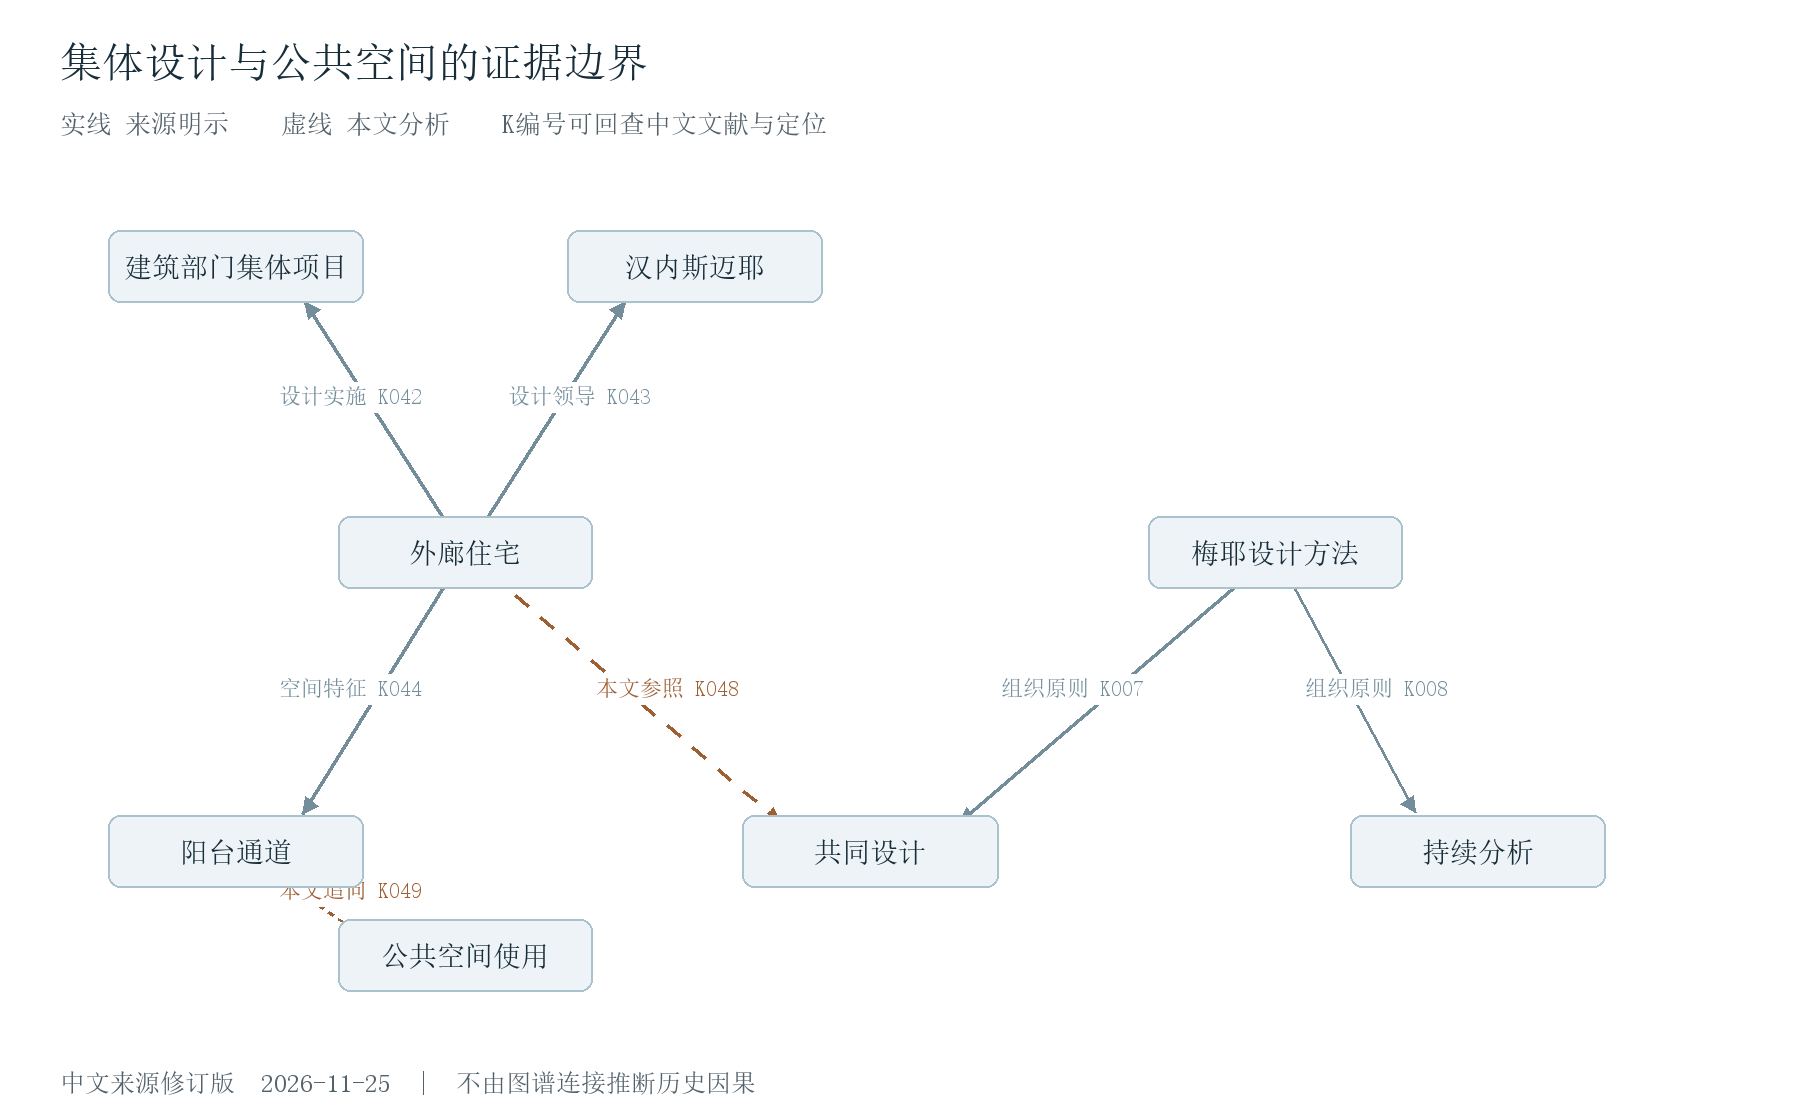 集体设计与公共空间的证据边界
实线 来源明示 虚线 本文分析 K编号可回查中文文献与定位
建筑部门集体项目
汉内斯迈耶
设计实施 K042
设计领导 K043
外廊住宅
梅耶设计方法
空间特征 K044
本文参照 K048
组织原则 K007
组织原则 K008
阳台通道
共同设计
持续分析
本文追问 K049
公共空间使用
中文来源修订版 2026-11-25 | 不由图谱连接推断历史因果